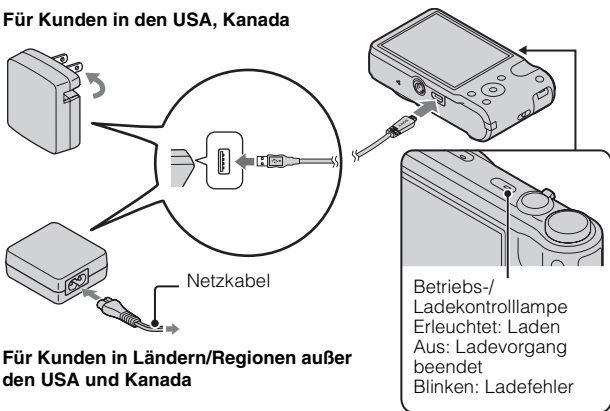 Für Kunden in den USA, Kanada
Netzkabel
Für Kunden in Ländern/Regionen außer
den USA und Kanada
Betriebs-/
Ladekontrolllampe
Erleuchtet: Laden
Aus: Ladevorgang
beendet
Blinken: Ladefehler